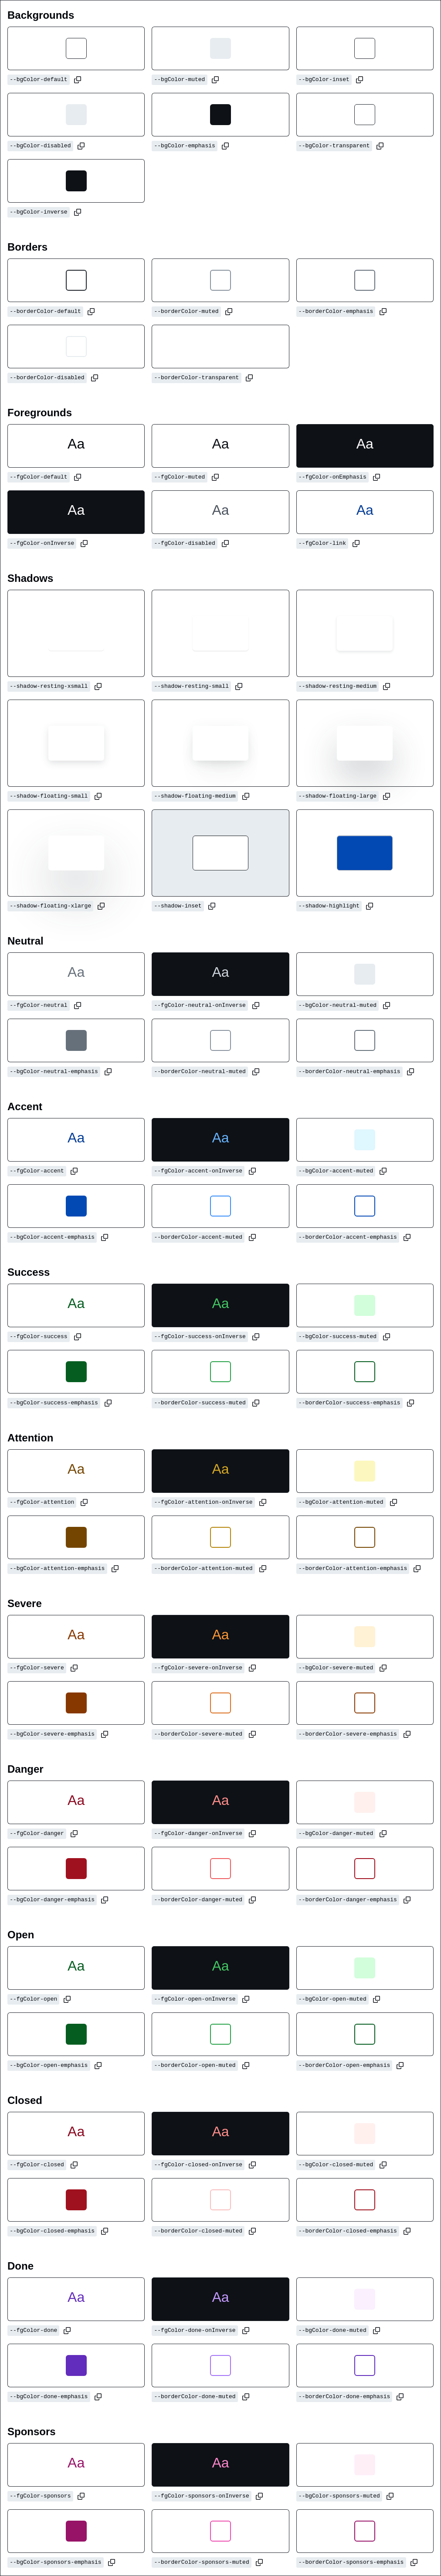 Backgrounds
--bgColor-default --bgColor-muted --bgColor-inset
--bgColor-disabled --bgColor-emphasis --bgColor-transparent
--bgColor-inverse
Borders
--borderColor-default --borderColor-muted --borderColor-emphasis
--borderColor-disabled --borderColor-transparent
Foregrounds
Aa Aa Aa
--fgColor-default --fgColor-muted --fgColor-onEmphasis
Aa Aa Aa
--fgColor-onInverse --fgColor-disabled --fgColor-link
Shadows
--shadow-resting-xsmall --shadow-resting-small --shadow-resting-medium
--shadow-floating-small --shadow-floating-medium --shadow-floating-large
--shadow-floating-xlarge --shadow-inset --shadow-highlight
Neutral
Aa Aa
--fgColor-neutral --fgColor-neutral-onInverse --bgColor-neutral-muted
--bgColor-neutral-emphasis --borderColor-neutral-muted --borderColor-neutral-emphasis
Accent
Aa Aa
--fgColor-accent --fgColor-accent-onInverse --bgColor-accent-muted
--bgColor-accent-emphasis --borderColor-accent-muted --borderColor-accent-emphasis
Success
Aa Aa
--fgColor-success --fgColor-success-onInverse --bgColor-success-muted
--bgColor-success-emphasis --borderColor-success-muted --borderColor-success-emphasis
Attention
Aa Aa
--fgColor-attention --fgColor-attention-onInverse --bgColor-attention-muted
--bgColor-attention-emphasis --borderColor-attention-muted --borderColor-attention-emphasis
Severe
Aa Aa
--fgColor-severe --fgColor-severe-onInverse --bgColor-severe-muted
--bgColor-severe-emphasis --borderColor-severe-muted --borderColor-severe-emphasis
Danger
Aa Aa
--fgColor-danger --fgColor-danger-onInverse --bgColor-danger-muted
--bgColor-danger-emphasis --borderColor-danger-muted --borderColor-danger-emphasis
Open
Aa Aa
--fgColor-open --fgColor-open-onInverse --bgColor-open-muted
--bgColor-open-emphasis --borderColor-open-muted --borderColor-open-emphasis
Closed
Aa Aa
--fgColor-closed --fgColor-closed-onInverse --bgColor-closed-muted
--bgColor-closed-emphasis --borderColor-closed-muted --borderColor-closed-emphasis
Done
Aa Aa
--fgColor-done --fgColor-done-onInverse --bgColor-done-muted
--bgColor-done-emphasis --borderColor-done-muted --borderColor-done-emphasis
Sponsors
Aa Aa
--fgColor-sponsors --fgColor-sponsors-onInverse --bgColor-sponsors-muted
--bgColor-sponsors-emphasis --borderColor-sponsors-muted --borderColor-sponsors-emphasis